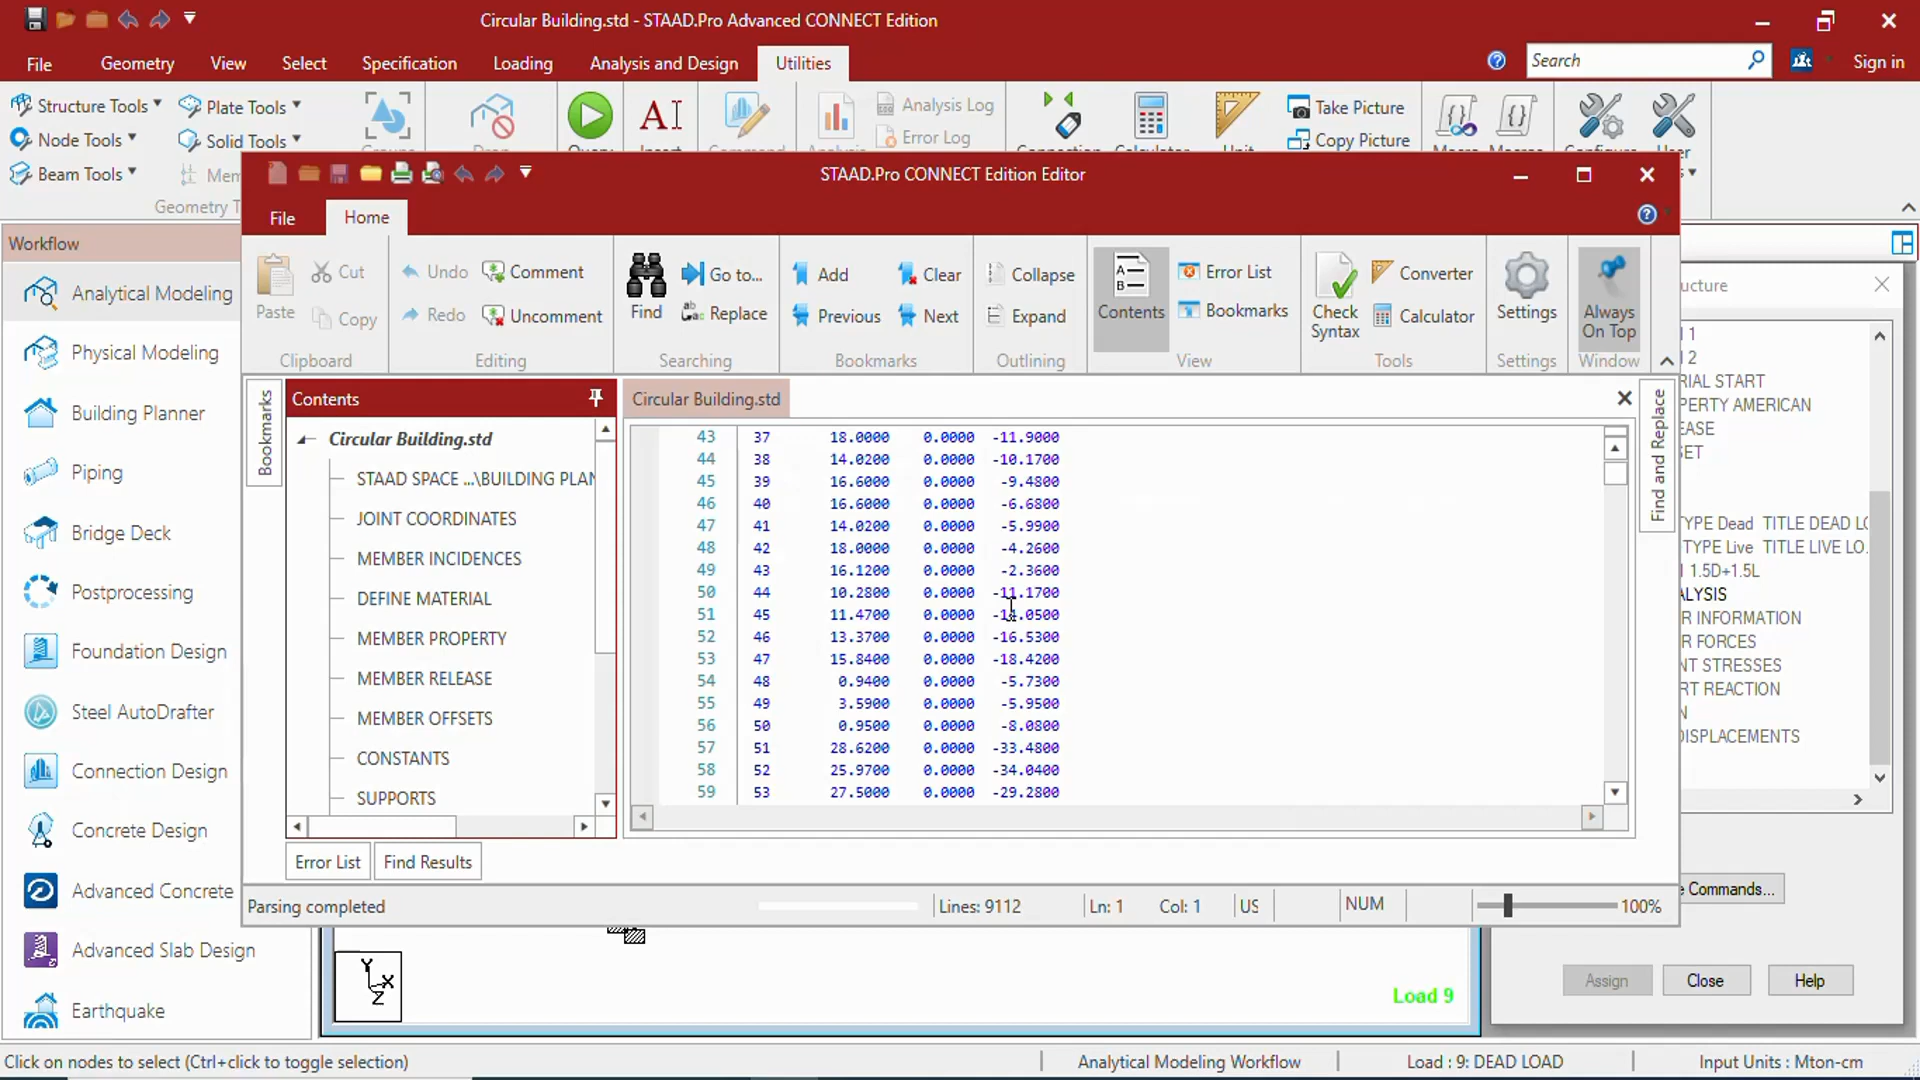 Circular Building.std - STAAD.Pro Advanced CONNECT Edition
File Geometry View Select Specification Loading Analysis and Design Utilities Search Sign in
Structure Tools Plate Tools Analysis Log Take Picture
Node Tools Solid Tools Error Log Copy Picture
Beam Tools
STAAD.Pro CONNECT Edition Editor
File Home
Cut Undo Comment Go to... Add Clear Collapse Error List Converter
Paste Copy Redo Uncomment Find Replace Previous Next Expand Contents Bookmarks Check Syntax Calculator Settings Always On Top
Clipboard Editing Searching Bookmarks Outlining View Tools Settings Window
Workflow
Analytical Modeling
Physical Modeling
Building Planner
Piping
Bridge Deck
Postprocessing
Foundation Design
Steel AutoDrafter
Connection Design
Concrete Design
Advanced Concrete
Advanced Slab Design
Earthquake
Bookmarks
Contents
Circular Building.std
STAAD SPACE ...\BUILDING PLAN
JOINT COORDINATES
MEMBER INCIDENCES
DEFINE MATERIAL
MEMBER PROPERTY
MEMBER RELEASE
MEMBER OFFSETS
CONSTANTS
SUPPORTS
Circular Building.std
43 37 18.0000 0.0000 -11.9000
44 38 14.0200 0.0000 -10.1700
45 39 16.6000 0.0000 -9.4800
46 40 16.6000 0.0000 -6.6800
47 41 14.0200 0.0000 -5.9900
48 42 18.0000 0.0000 -4.2600
49 43 16.1200 0.0000 -2.3600
50 44 10.2800 0.0000 -11.1700
51 45 11.4700 0.0000
52 46 13.3700 0.0000 -16.5300
53 47 15.8400 0.0000 -18.4200
54 48 0.9400 0.0000 -5.7300
55 49 3.5900 0.0000 -5.9500
56 50 0.9500 0.0000 -8.0800
57 51 28.6200 0.0000 -33.4800
58 52 25.9700 0.0000 -34.0400
59 53 27.5000 0.0000 -29.2800
Find and Replace
Error List Find Results
Parsing completed Lines: 9112 Ln: 1 Col: 1 US NUM 100%
1
2
START
AMERICAN
TYPE Dead TITLE DEAD
TYPE Live TITLE LIVE LO...
1.5D+1.5L
INFORMATION
FORCES
STRESSES
REACTION
Commands...
Assign Close Help
Y
X
Z
Load 9
Click on nodes to select (Ctrl+click to toggle selection) Analytical Modeling Workflow Load : 9: DEAD LOAD Input Units : Mton-cm